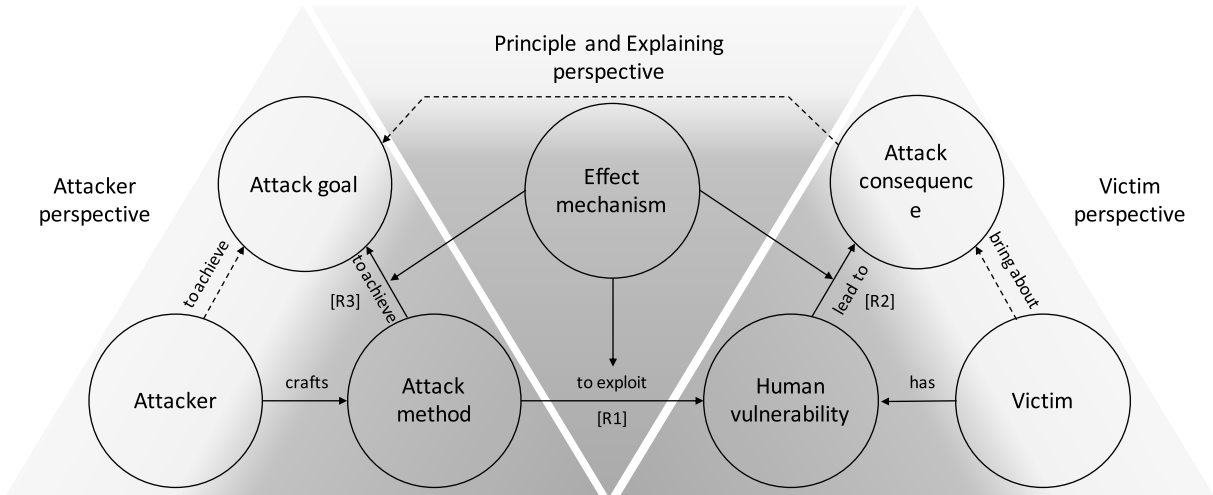 Principle and Explaining
perspective
Attacker
perspective
Attack goal
Effect
mechanism
Attack
consequenc
e
Victim
perspective
to achieve
to achieve
[R3]
lead to
[R2]
bring about
Attacker
crafts
Attack
method
to exploit
[R1]
Human
vulnerability
has
Victim